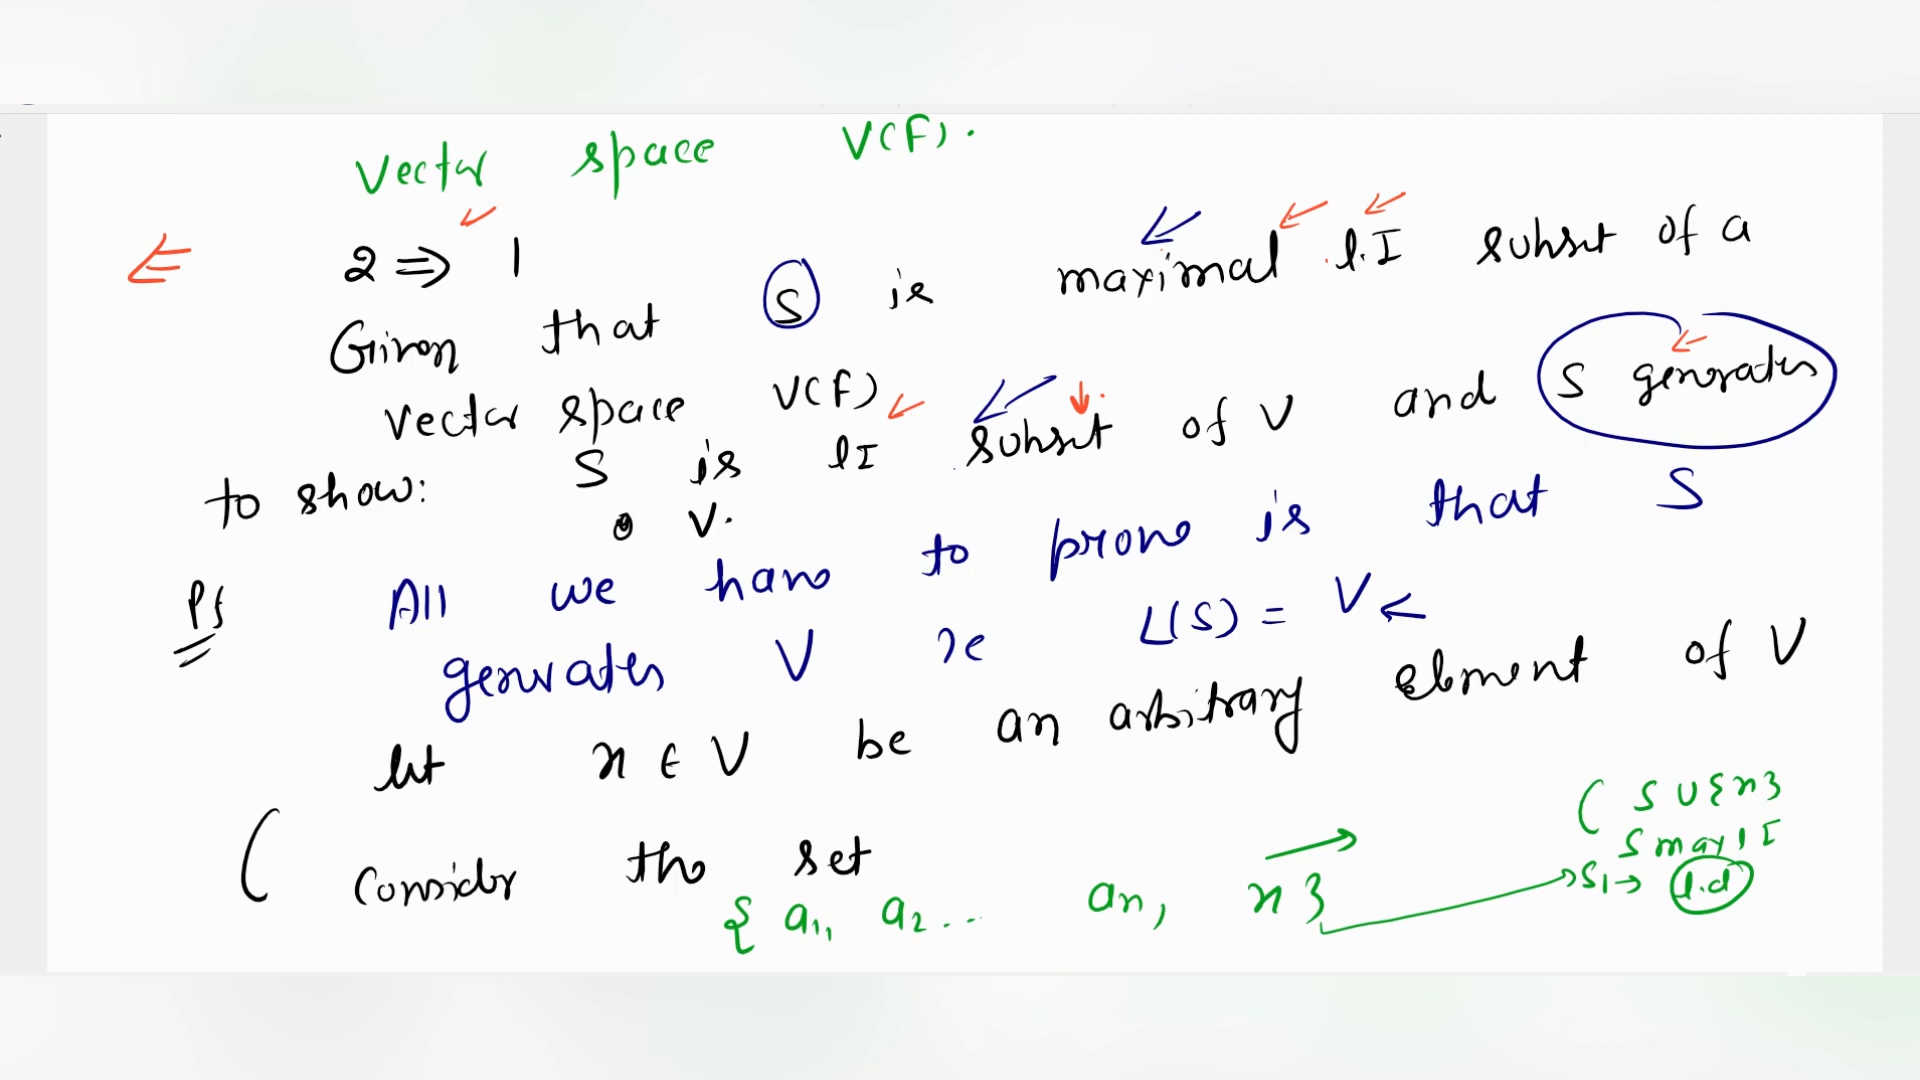 Vector space V(F).
2 ⇒ 1
Given that S is maximal l.I subset of a
vector space V(F)
to show: S is lI subset of V and S generates
V.
Pf All we have to prove is that S
generates V ie L(S) = V
let x ∈ V be an arbitrary element of V
( Consider the set
{ a1, a2 ... an, x }
( S U {x}
S max lI
S1 → l.d